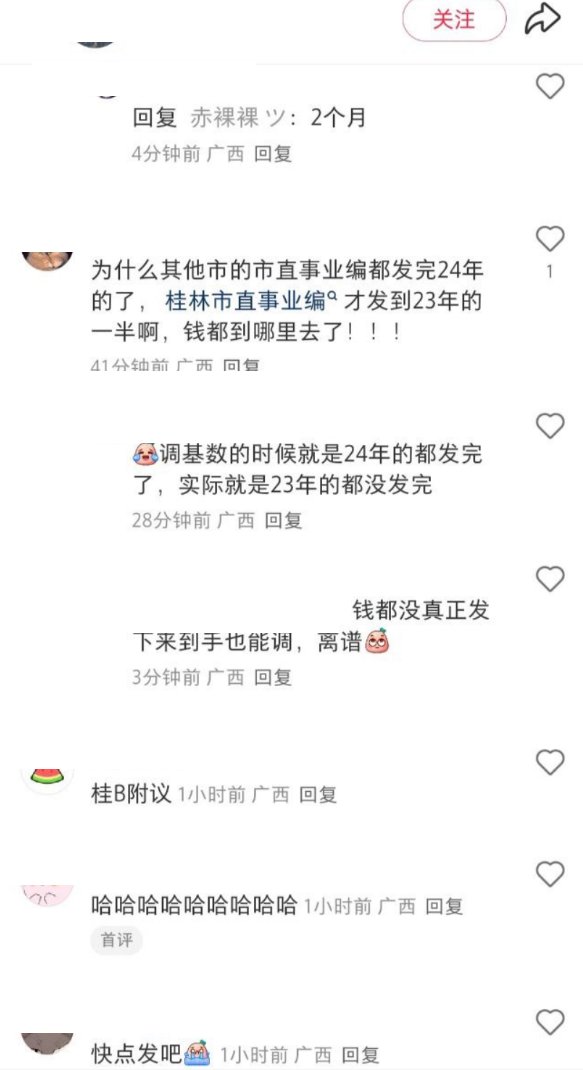 关注
回复 赤裸裸 ツ：2个月
4分钟前 广西 回复
为什么其他市的市直事业编都发完24年
的了，桂林市直事业编 才发到23年的
一半啊，钱都到哪里去了！！！
1
41分钟前 广西 回复
调基数的时候就是24年的都发完
了，实际就是23年的都没发完
28分钟前 广西 回复
钱都没真正发
下来到手也能调，离谱
3分钟前 广西 回复
桂B附议 1小时前 广西 回复
哈哈哈哈哈哈哈哈哈 1小时前 广西 回复
首评
快点发吧 1小时前 广西 回复